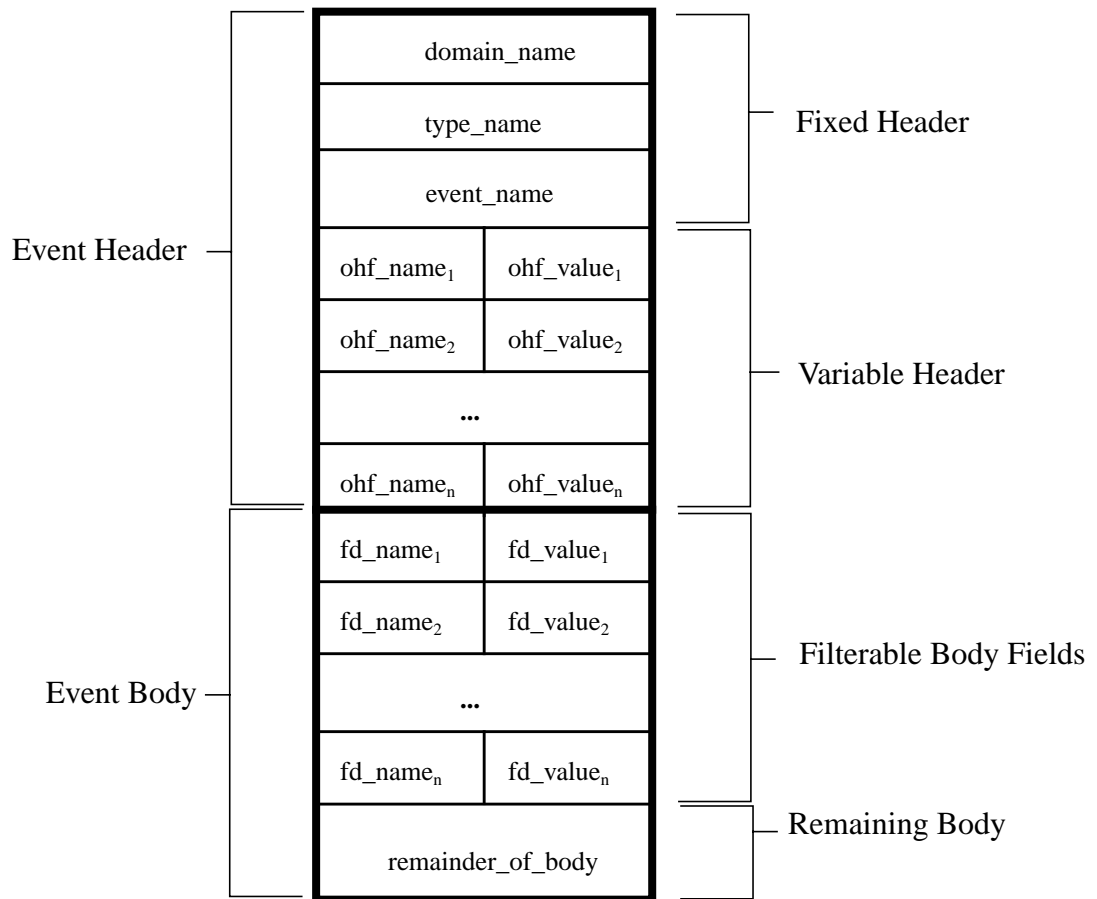 domain_name
type_name
Fixed Header
event_name
Event Header
ohf_name₁ ohf_value₁
ohf_name₂ ohf_value₂
Variable Header
...
ohf_nameₙ ohf_valueₙ
fd_name₁ fd_value₁
fd_name₂ fd_value₂
Filterable Body Fields
Event Body
...
fd_nameₙ fd_valueₙ
Remaining Body
remainder_of_body